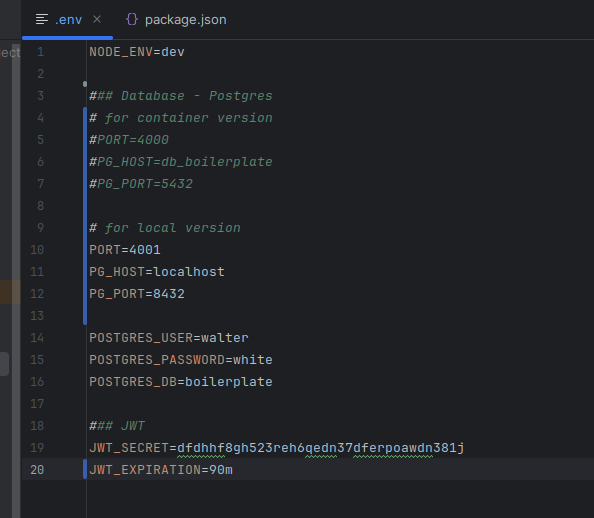 .env
package.json
ject
1 NODE_ENV=dev
2
3 ### Database - Postgres
4 # for container version
5 #PORT=4000
6 #PG_HOST=db_boilerplate
7 #PG_PORT=5432
8
9 # for local version
10 PORT=4001
11 PG_HOST=localhost
12 PG_PORT=8432
13
14 POSTGRES_USER=walter
15 POSTGRES_PASSWORD=white
16 POSTGRES_DB=boilerplate
17
18 ### JWT
19 JWT_SECRET=dfdhhf8gh523reh6qedn37dferpoawdn381j
20 JWT_EXPIRATION=90m